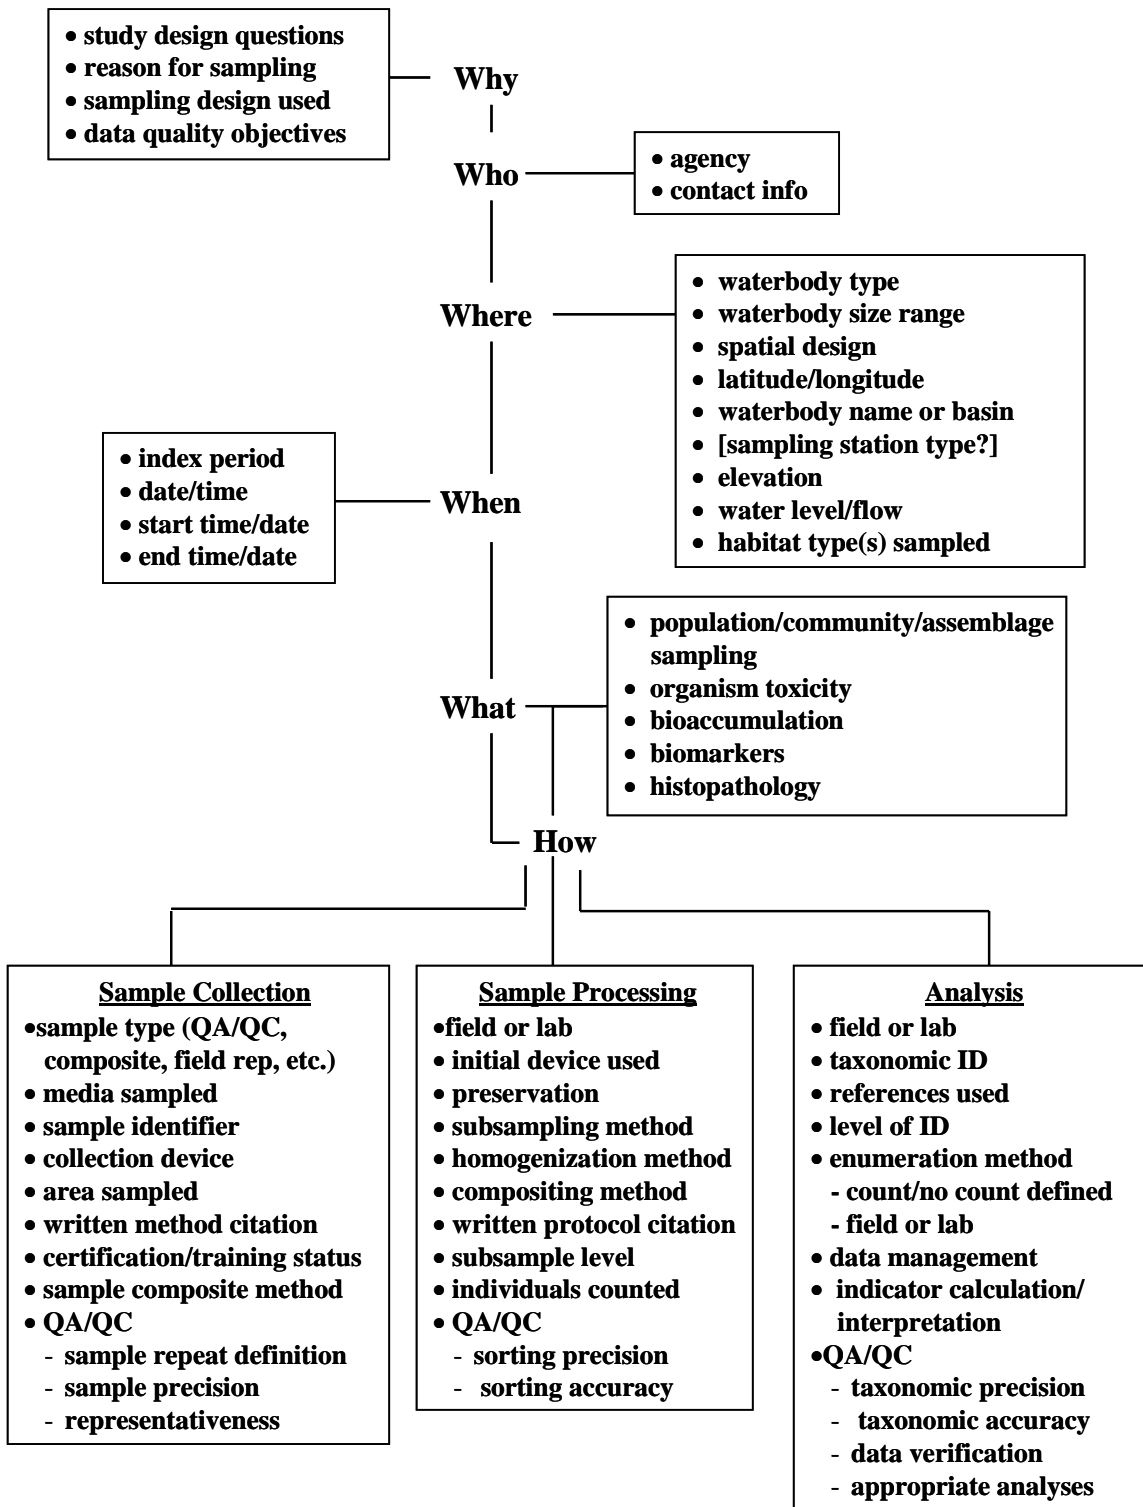 • study design questions
• reason for sampling
• sampling design used
• data quality objectives
Why
Who
• agency
• contact info
Where
• waterbody type
• waterbody size range
• spatial design
• latitude/longitude
• waterbody name or basin
• [sampling station type?]
• elevation
• water level/flow
• habitat type(s) sampled
• index period
• date/time
• start time/date
• end time/date
When
What
• population/community/assemblage
sampling
• organism toxicity
• bioaccumulation
• biomarkers
• histopathology
How
Sample Collection
•sample type (QA/QC,
composite, field rep, etc.)
• media sampled
• sample identifier
• collection device
• area sampled
• written method citation
• certification/training status
• sample composite method
• QA/QC
- sample repeat definition
- sample precision
- representativeness
Sample Processing
•field or lab
• initial device used
• preservation
• subsampling method
• homogenization method
• compositing method
• written protocol citation
• subsample level
• individuals counted
• QA/QC
- sorting precision
- sorting accuracy
Analysis
• field or lab
• taxonomic ID
• references used
• level of ID
• enumeration method
- count/no count defined
- field or lab
• data management
• indicator calculation/
interpretation
•QA/QC
- taxonomic precision
- taxonomic accuracy
- data verification
- appropriate analyses